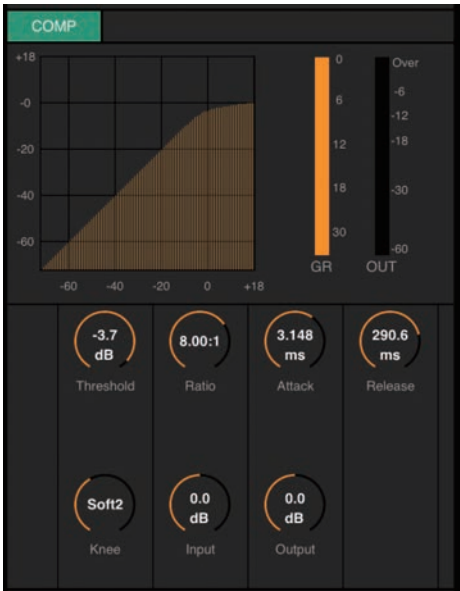 COMP
+18
-0
-20
-40
-60
-60 -40 -20 0 +18
0 Over
6 -6
12 -12
-18
18 -30
30 -60
GR OUT
-3.7
dB
Threshold
8.00:1
Ratio
3.148
ms
Attack
290.6
ms
Release
Soft2
Knee
0.0
dB
Input
0.0
dB
Output